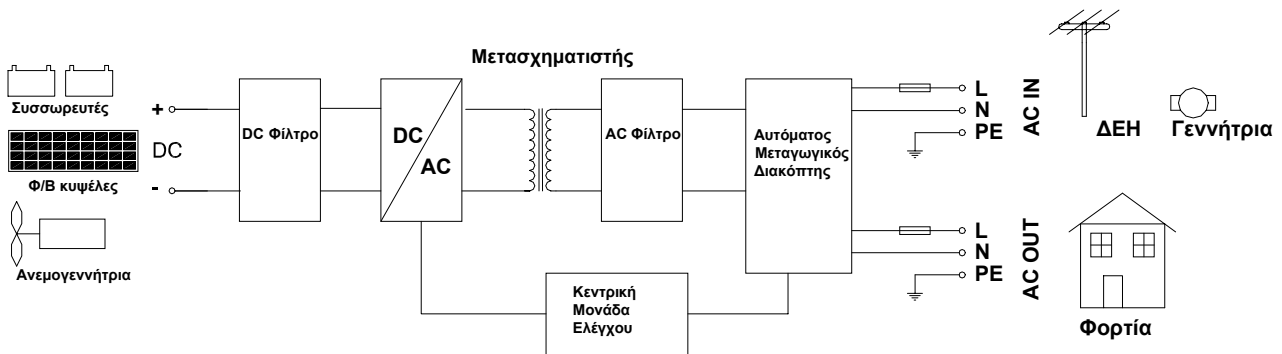 Μετασχηματιστής
Συσσωρευτές
+
DC
Φ/Β κυψέλες
-
Ανεμογεννήτρια
DC Φίλτρο
DC
AC
AC Φίλτρο
Αυτόματος
Μεταγωγικός
Διακόπτης
Κεντρική
Μονάδα
Ελέγχου
L
N
PE
AC IN
ΔΕΗ
Γεννήτρια
L
N
PE
AC OUT
Φορτία